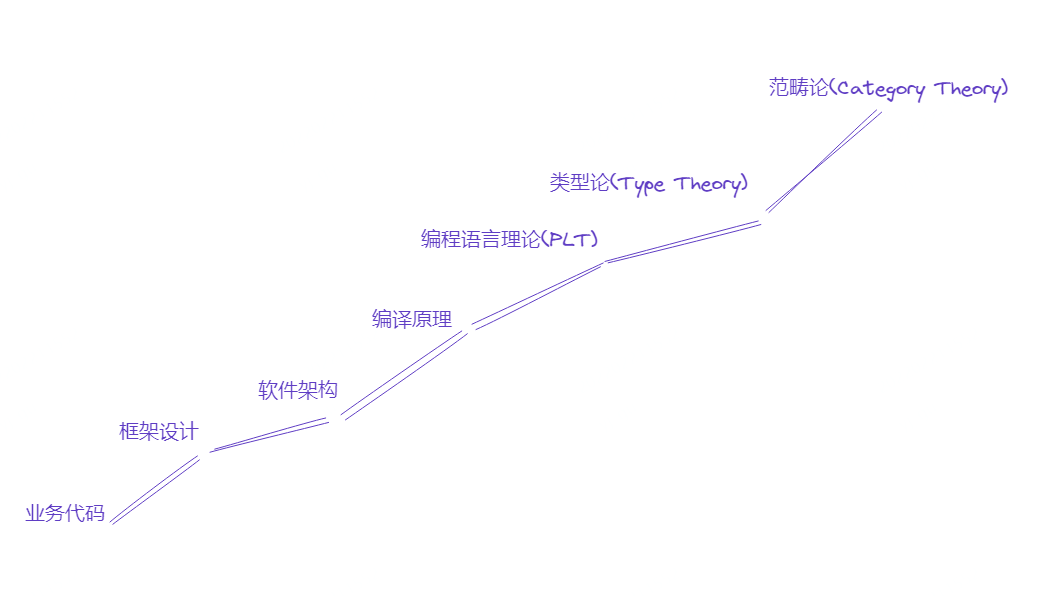 范畴论(Category Theory)
类型论(Type Theory)
编程语言理论(PLT)
编译原理
软件架构
框架设计
业务代码